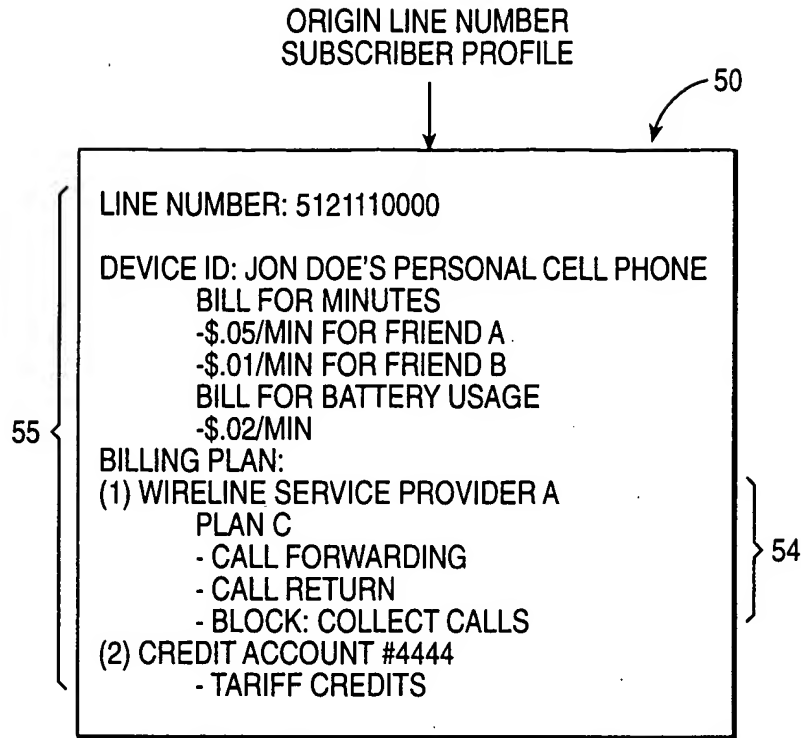 ORIGIN LINE NUMBER
SUBSCRIBER PROFILE
50
LINE NUMBER: 5121110000
DEVICE ID: JON DOE'S PERSONAL CELL PHONE
BILL FOR MINUTES
-$.05/MIN FOR FRIEND A
-$.01/MIN FOR FRIEND B
BILL FOR BATTERY USAGE
-$.02/MIN
55
BILLING PLAN:
(1) WIRELINE SERVICE PROVIDER A
PLAN C
- CALL FORWARDING
54
- CALL RETURN
- BLOCK: COLLECT CALLS
(2) CREDIT ACCOUNT #4444
- TARIFF CREDITS